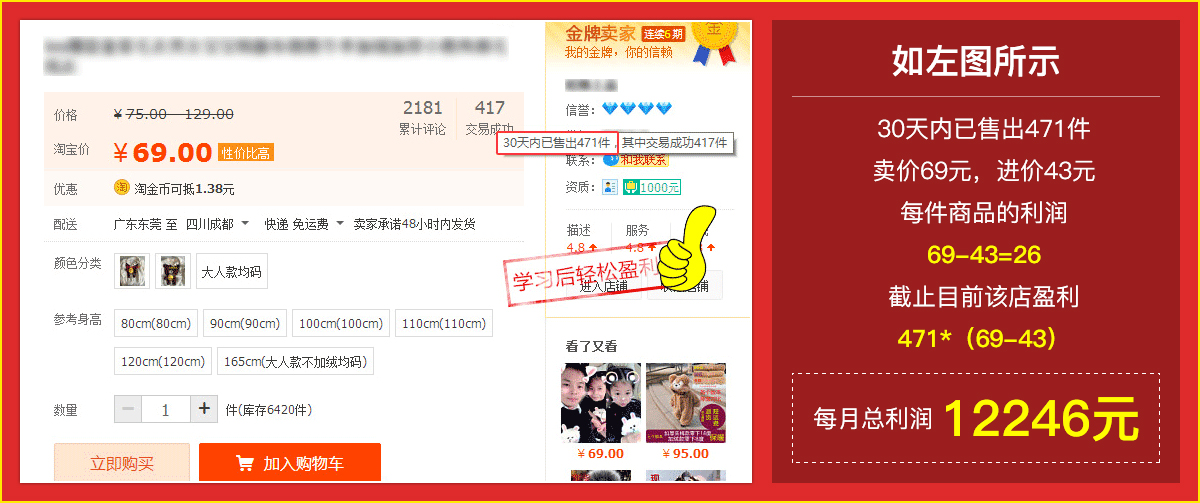 价格
¥ 75.00 - 129.00
淘宝价
¥ 69.00 性价比高
2181
累计评论
417
交易成功
30天内已售出471件，其中交易成功417件
优惠
淘 淘金币可抵1.38元
配送
广东东莞 至 四川成都 快递 免运费 卖家承诺48小时内发货
颜色分类
大人款均码
参考身高
80cm(80cm) 90cm(90cm) 100cm(100cm) 110cm(110cm)
120cm(120cm) 165cm(大人款不加绒均码)
数量
1
件(库存6420件)
立即购买
加入购物车
金牌卖家 连续6期
我的金牌，你的信赖
金
信誉：
联系： 和我联系
资质： 1000元
描述 服务
4.8 4.8
学习后轻松盈利
进入店铺
看了又看
¥ 69.00 ¥ 95.00
如左图所示
30天内已售出471件
卖价69元，进价43元
每件商品的利润
69-43=26
截止目前该店盈利
471*（69-43）
每月总利润 12246元